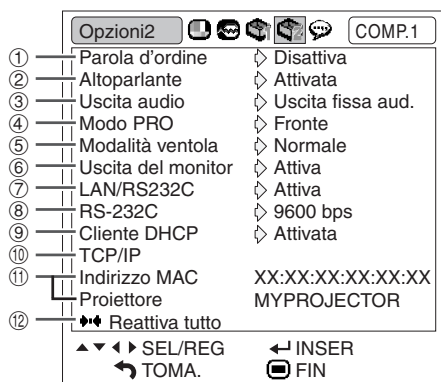 Opzioni2 COMP.1
① Parola d'ordine Disattiva
② Altoparlante Attivata
③ Uscita audio Uscita fissa aud.
④ Modo PRO Fronte
⑤ Modalità ventola Normale
⑥ Uscita del monitor Attiva
⑦ LAN/RS232C Attiva
⑧ RS-232C 9600 bps
⑨ Cliente DHCP Attivata
⑩ TCP/IP
⑪ Indirizzo MAC XX:XX:XX:XX:XX:XX
Proiettore MYPROJECTOR
⑫ Reattiva tutto
SEL/REG INSER
TOMA. FIN